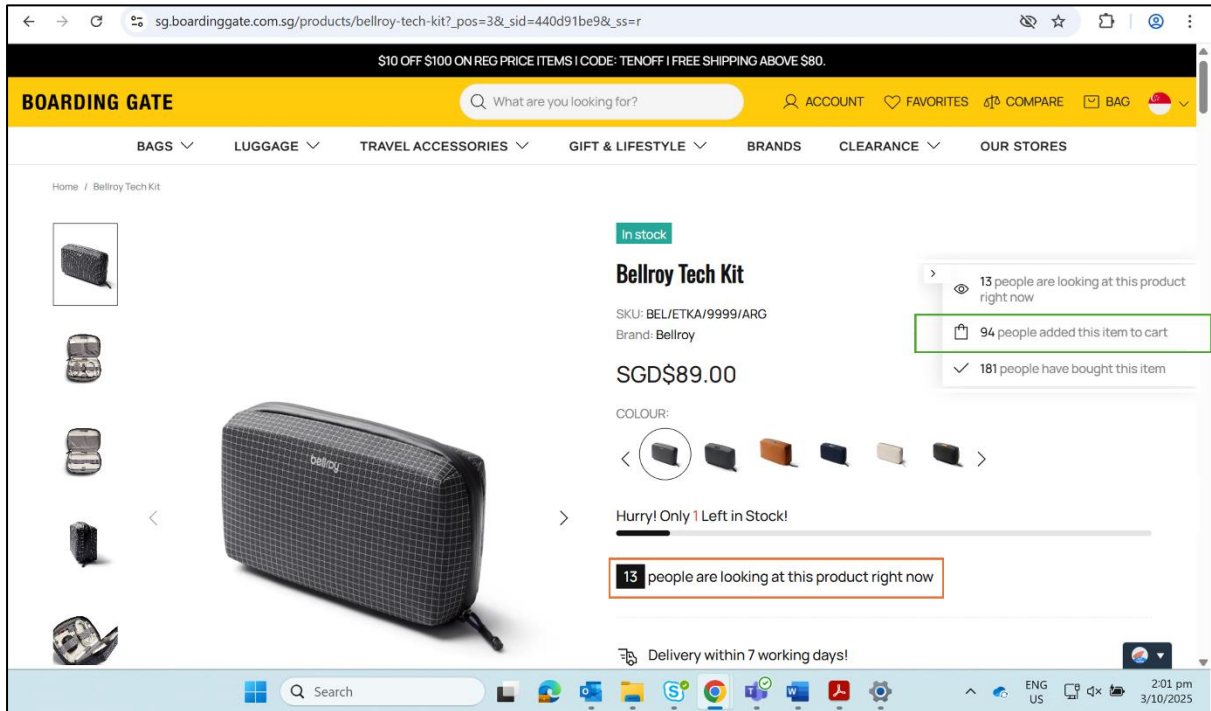 sg.boardinggate.com.sg/products/bellroy-tech-kit?_pos=3&_sid=440d91be9&_ss=r
$10 OFF $100 ON REG PRICE ITEMS I CODE: TENOFF I FREE SHIPPING ABOVE $80.
BOARDING GATE
What are you looking for?
ACCOUNT
FAVORITES
COMPARE
BAG
BAGS
LUGGAGE
TRAVEL ACCESSORIES
GIFT & LIFESTYLE
BRANDS
CLEARANCE
OUR STORES
Home / Bellroy Tech Kit
In stock
Bellroy Tech Kit
SKU: BEL/ETKA/9999/ARG
Brand: Bellroy
SGD$89.00
13 people are looking at this product
right now
94 people added this item to cart
181 people have bought this item
COLOUR:
bellroy
Hurry! Only 1 Left in Stock!
13 people are looking at this product right now
Delivery within 7 working days!
Search
ENG
US
2:01 pm
3/10/2025